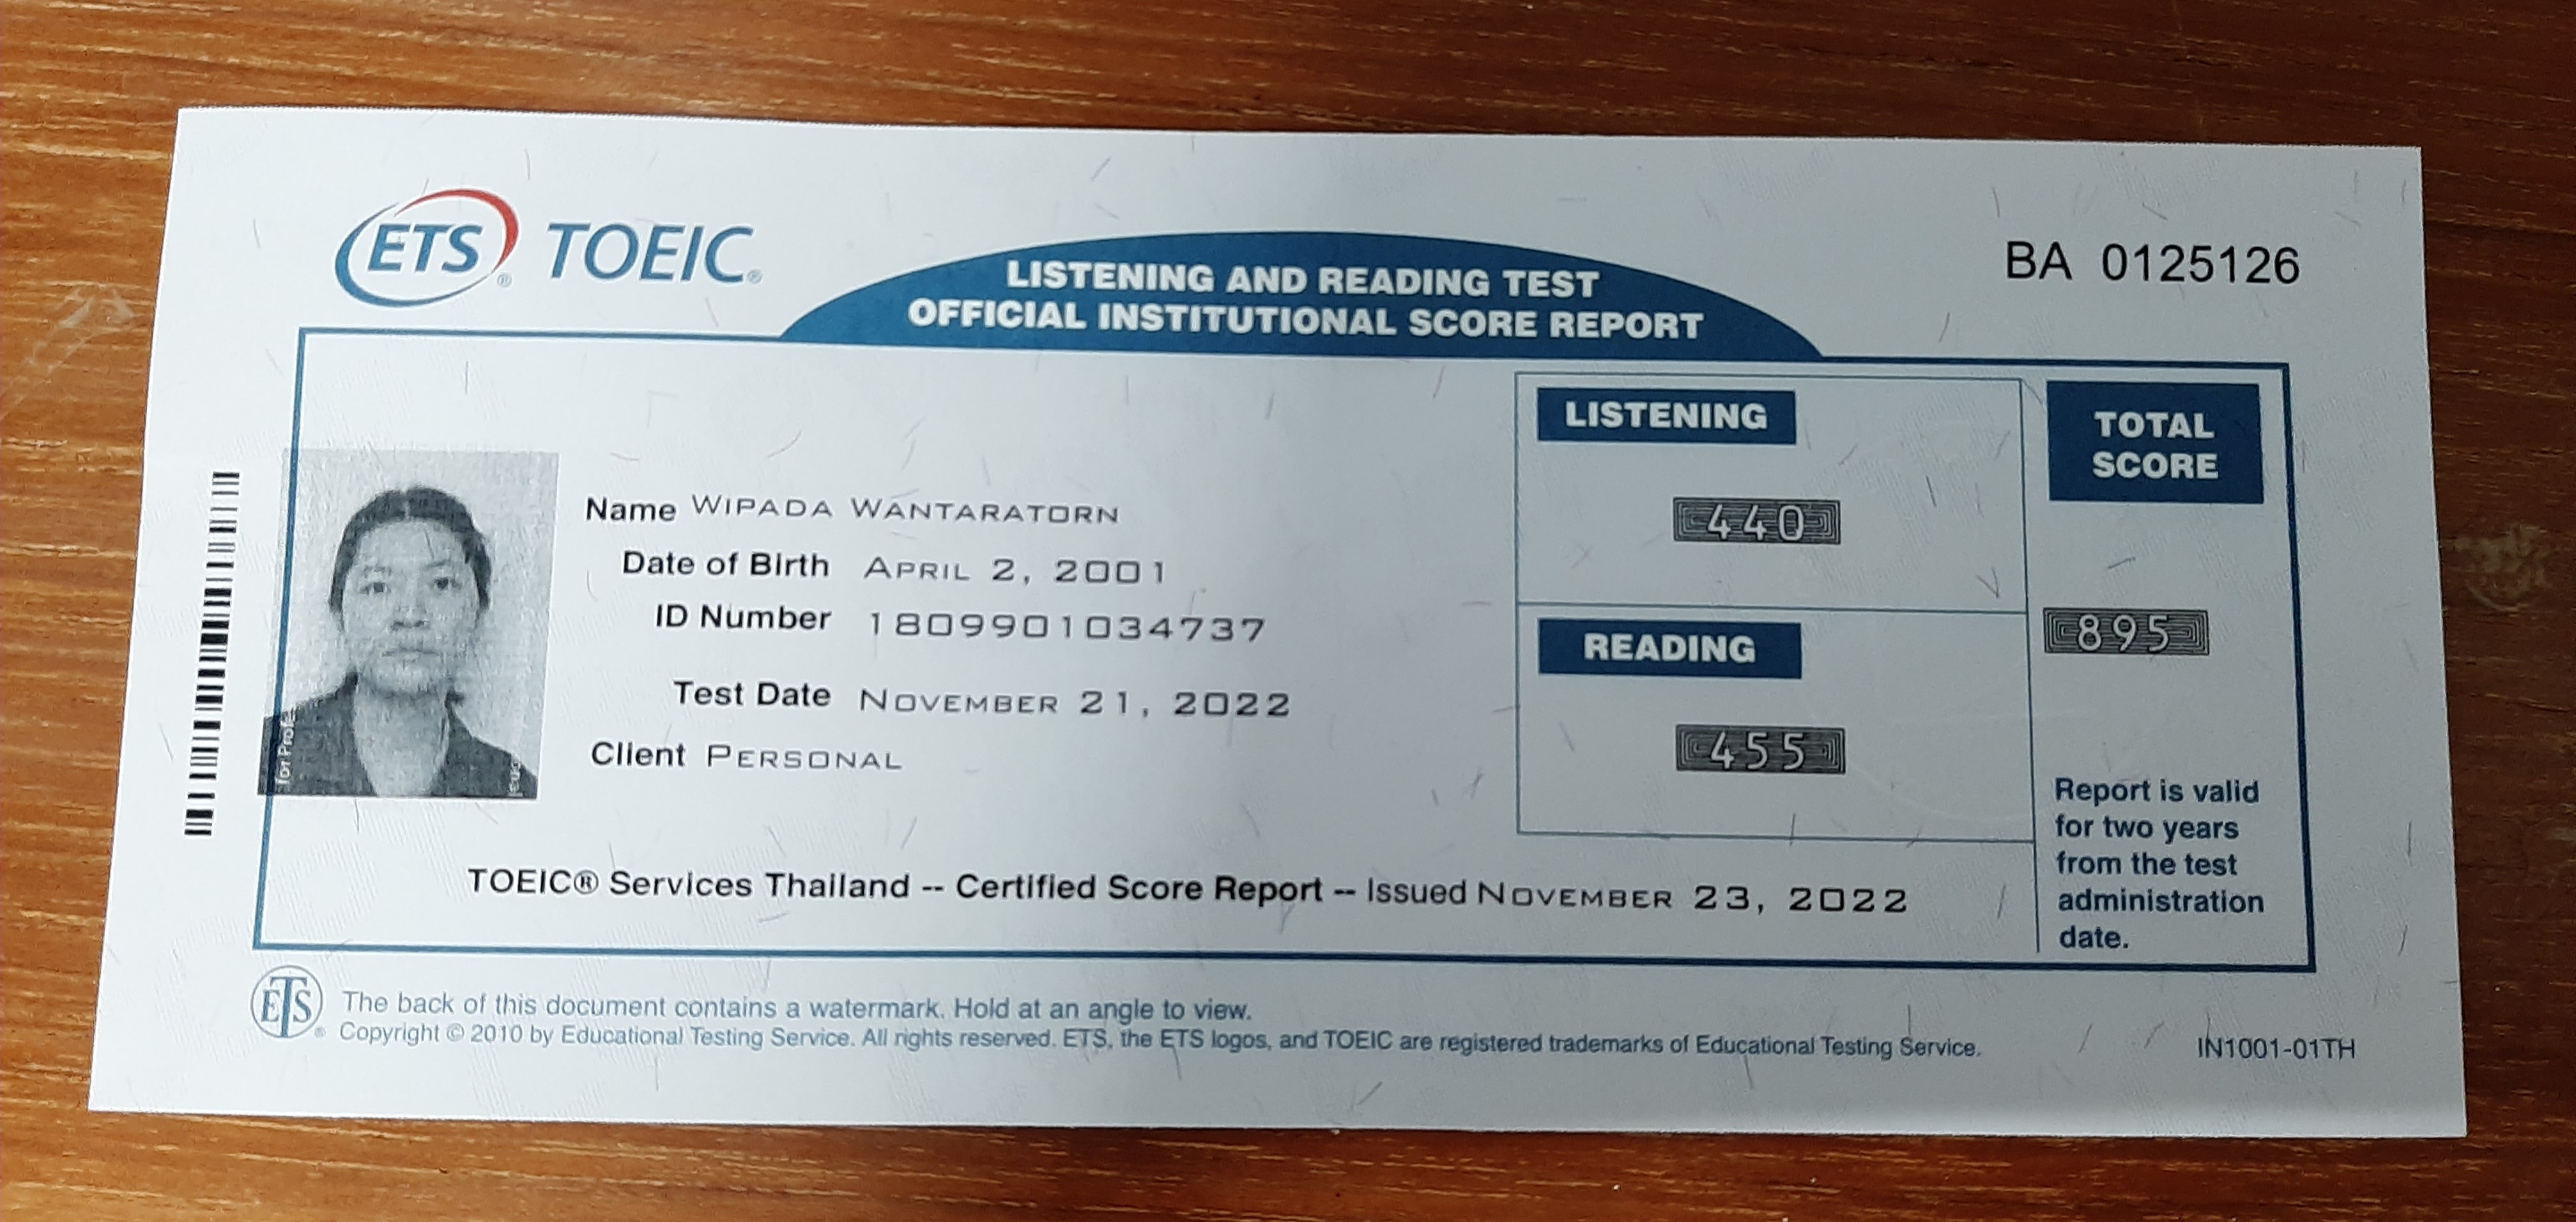 ETS® TOEIC®
LISTENING AND READING TEST
OFFICIAL INSTITUTIONAL SCORE REPORT
BA 0125126
Name WIPADA WANTARATORN
Date of Birth APRIL 2, 2001
ID Number 1809901034737
Test Date NOVEMBER 21, 2022
Client PERSONAL
for Profe
LISTENING
440
READING
455
TOTAL
SCORE
895
Report is valid
for two years
from the test
administration
date.
TOEIC® Services Thailand -- Certified Score Report -- Issued NOVEMBER 23, 2022
ETS®
The back of this document contains a watermark. Hold at an angle to view.
Copyright © 2010 by Educational Testing Service. All rights reserved. ETS, the ETS logos, and TOEIC are registered trademarks of Educational Testing Service.
IN1001-01TH